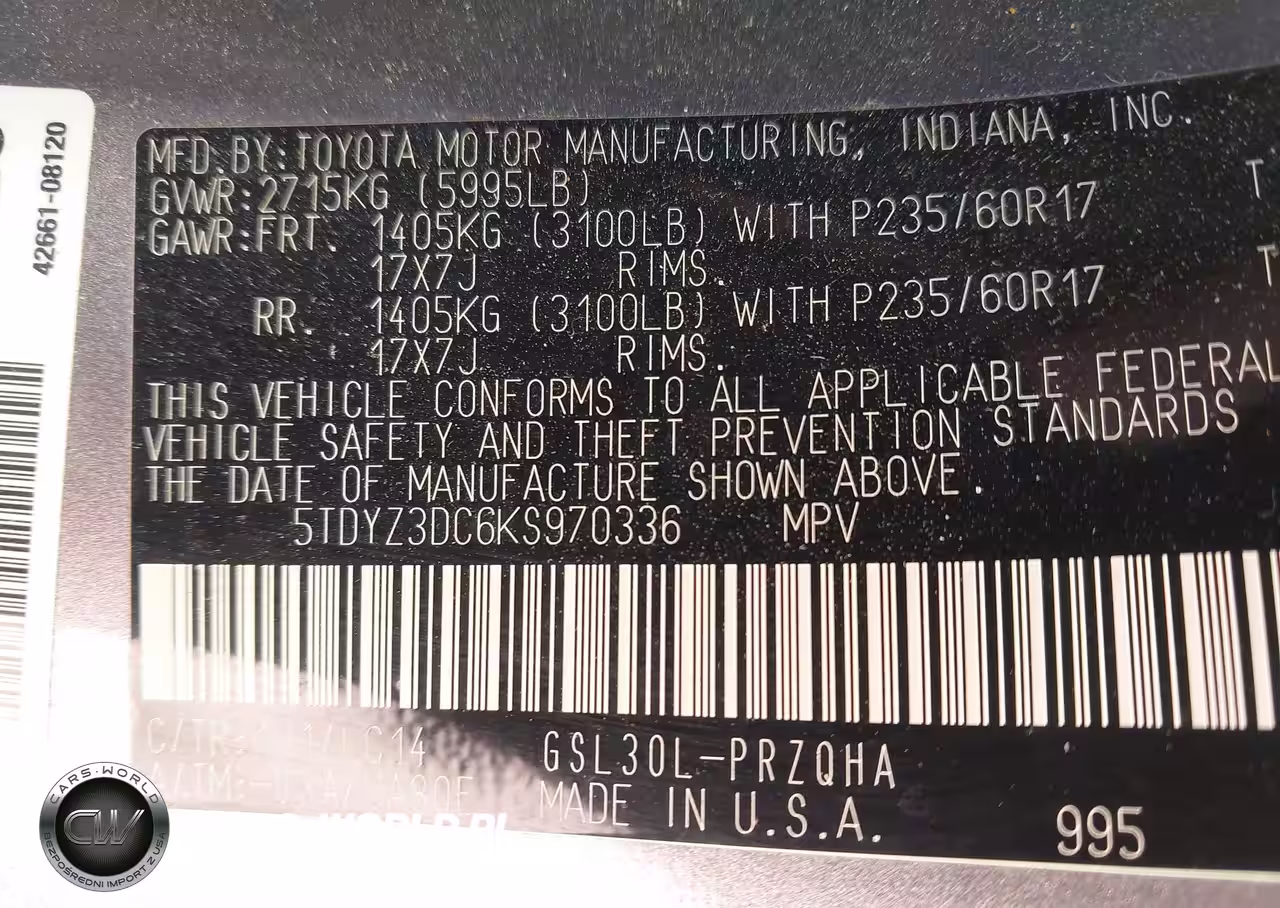 42661-08120
MFD.BY:TOYOTA MOTOR MANUFACTURING, INDIANA, INC.
GVWR:2715KG (5995LB)
GAWR:FRT. 1405KG (3100LB) WITH P235/60R17 T
17X7J RIMS.
RR. 1405KG (3100LB) WITH P235/60R17 T
17X7J RIMS.
THIS VEHICLE CONFORMS TO ALL APPLICABLE FEDERAL
VEHICLE SAFETY AND THEFT PREVENTION STANDARDS
THE DATE OF MANUFACTURE SHOWN ABOVE.
5TDYZ3DC6KS970336 MPV
GSL30L-PRZQHA
MADE IN U.S.A.
995
CARS-WORLD
CW
BEZPOŚREDNI IMPORT Z USA